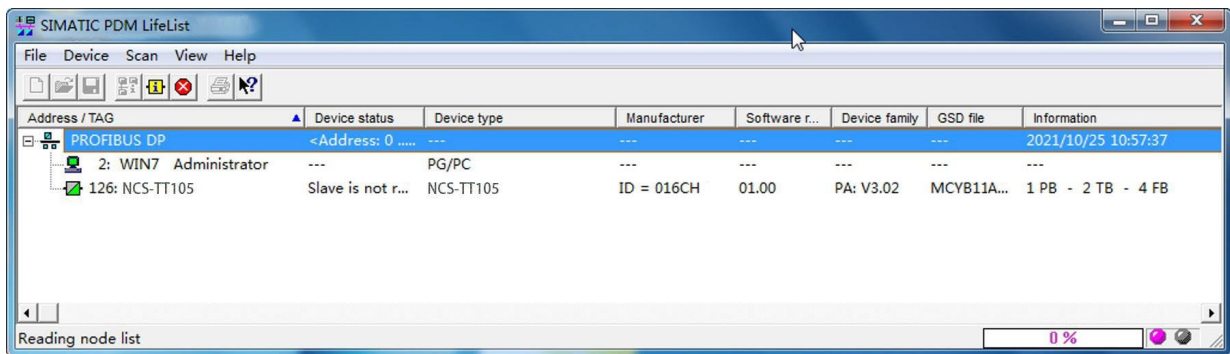 SIMATIC PDM LifeList
File Device Scan View Help
Address / TAG Device status Device type Manufacturer Software r... Device family GSD file Information
PROFIBUS DP <Address: 0 ..... --- --- --- --- --- 2021/10/25 10:57:37
2: WIN7 Administrator --- PG/PC --- --- --- --- ---
126: NCS-TT105 Slave is not r... NCS-TT105 ID = 016CH 01.00 PA: V3.02 MCYB11A... 1 PB - 2 TB - 4 FB
Reading node list 0 %